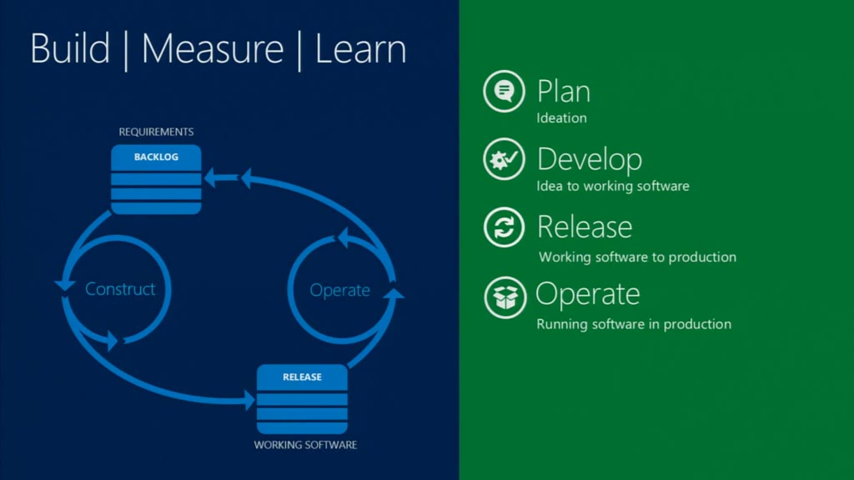 Build | Measure | Learn
REQUIREMENTS
BACKLOG
Construct
Operate
RELEASE
WORKING SOFTWARE
Plan
Ideation
Develop
Idea to working software
Release
Working software to production
Operate
Running software in production